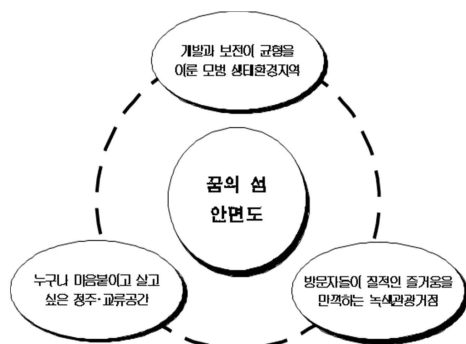 개발과 보전이 균형을
이룬 모범 생태환경지역
꿈의 섬
안면도
누구나 마음붙이고 살고
싶은 정주·교류공간
방문자들이 질적인 즐거움을
만끽하는 녹색관광거점